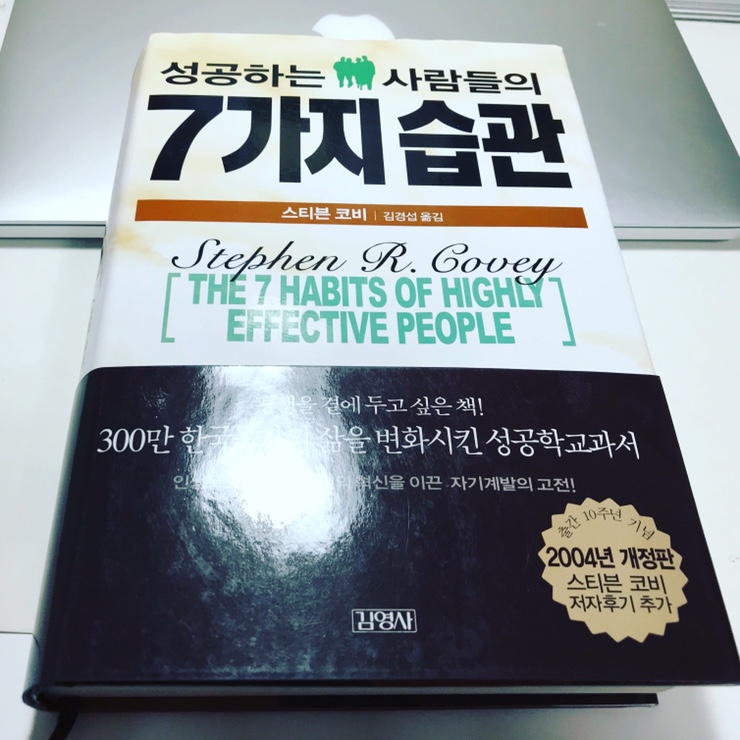 성공하는 사람들의
7가지 습관
스티븐 코비 | 김경섭 옮김
Stephen R. Covey
[THE 7 HABITS OF HIGHLY
EFFECTIVE PEOPLE]
곁에 두고 싶은 책!
300만 삶을 변화시킨 성공학교과서
이끈 자기계발의 고전!
출간 10주년 기념
2004년 개정판
스티븐 코비
저자후기 추가
김영사